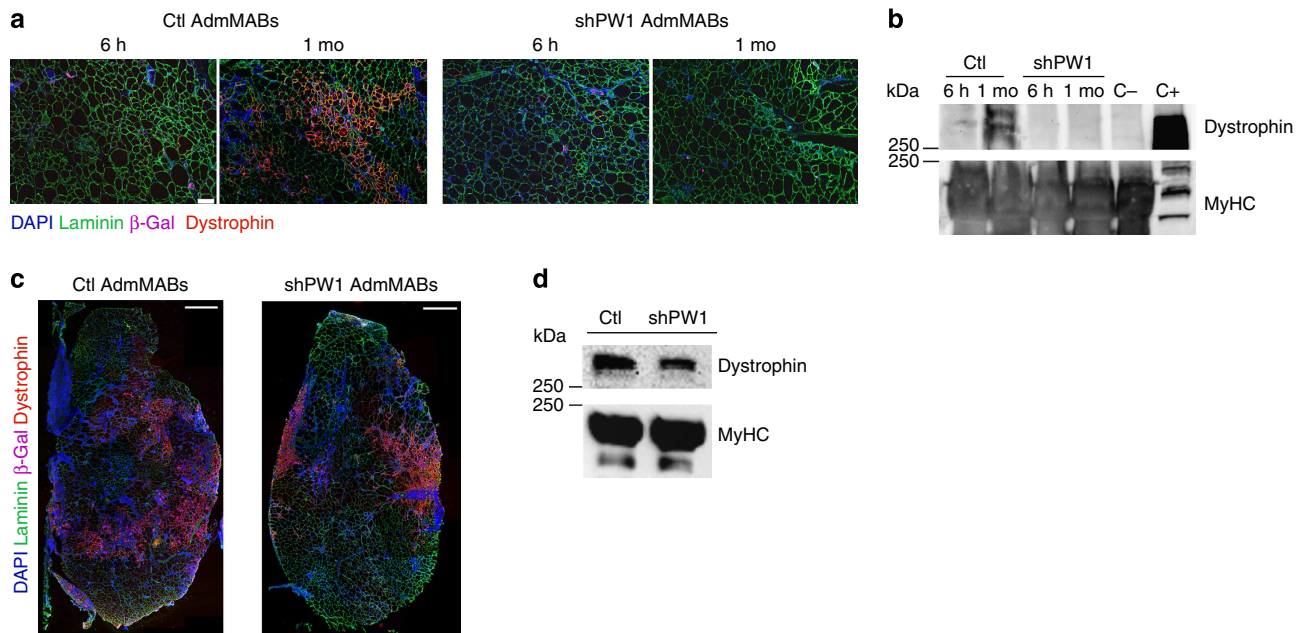 a
Ctl AdmMABs
shPW1 AdmMABs
6 h
1 mo
6 h
1 mo
DAPI Laminin β-Gal Dystrophin
b
Ctl
shPW1
kDa
6 h 1 mo 6 h 1 mo C– C+
Dystrophin
250
250
MyHC
c
Ctl AdmMABs
shPW1 AdmMABs
DAPI Laminin β-Gal Dystrophin
d
Ctl shPW1
kDa
Dystrophin
250
250
MyHC